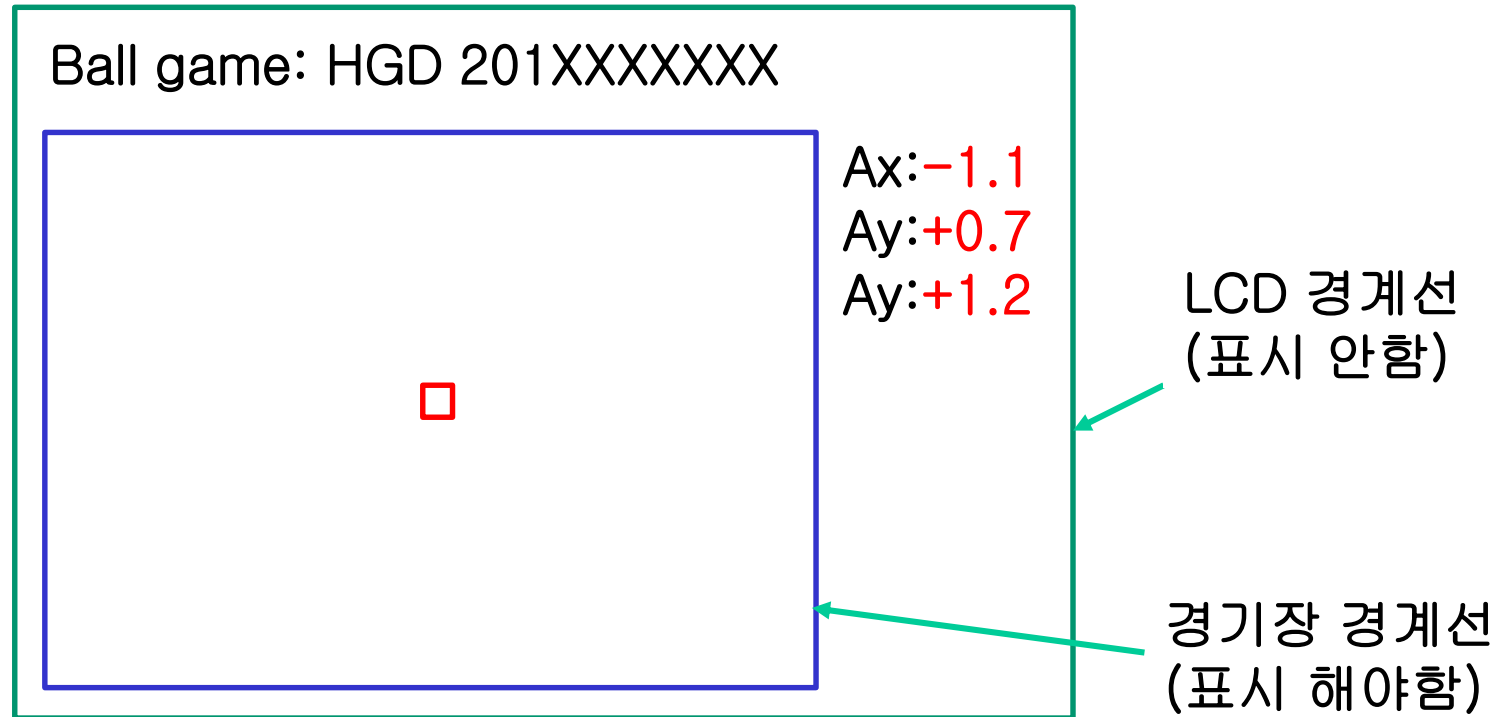 Ball game: HGD 201XXXXXXX
Ax:-1.1
Ay:+0.7
Ay:+1.2
LCD 경계선
(표시 안함)
경기장 경계선
(표시 해야함)